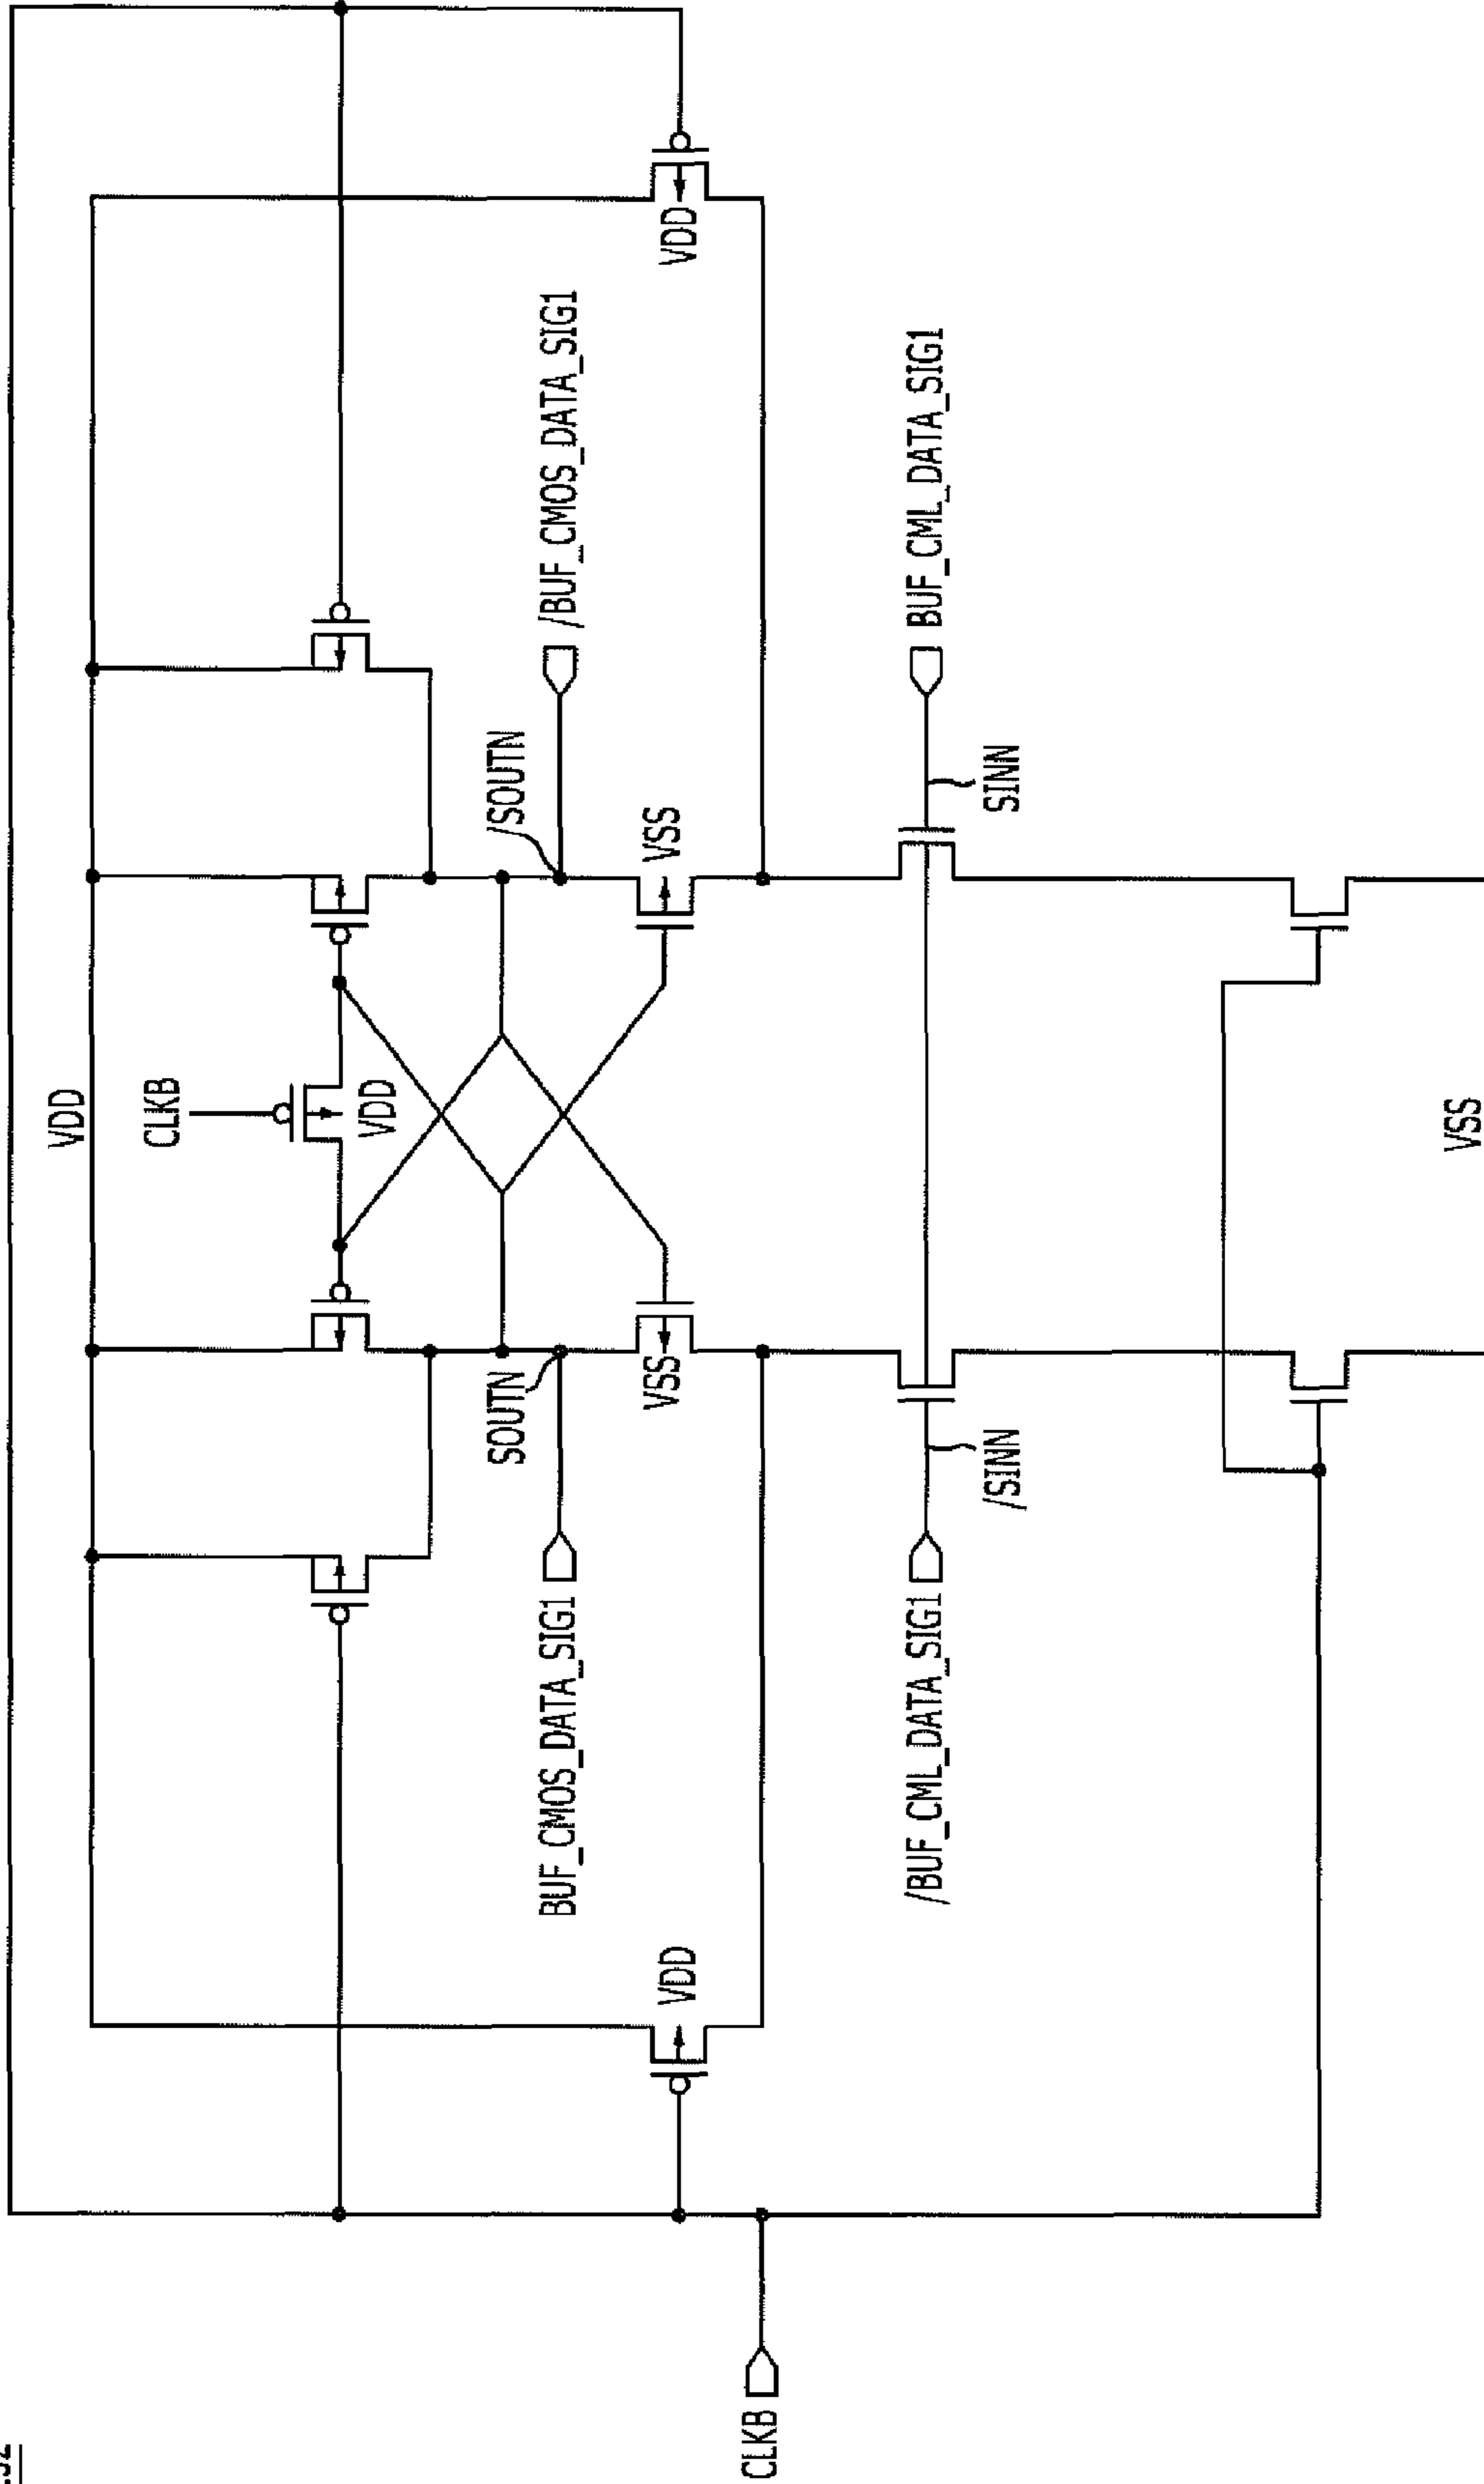 VDD
CLKB
VDD
VDD
/BUF_CMOS_DATA_SIG1
/SOUTN
VSS
SOUTN
VSS
BUF_CMOS_DATA_SIG1
VDD
BUF_CML_DATA_SIG1
SINN
/SINN
/BUF_CML_DATA_SIG1
CLKB
VSS